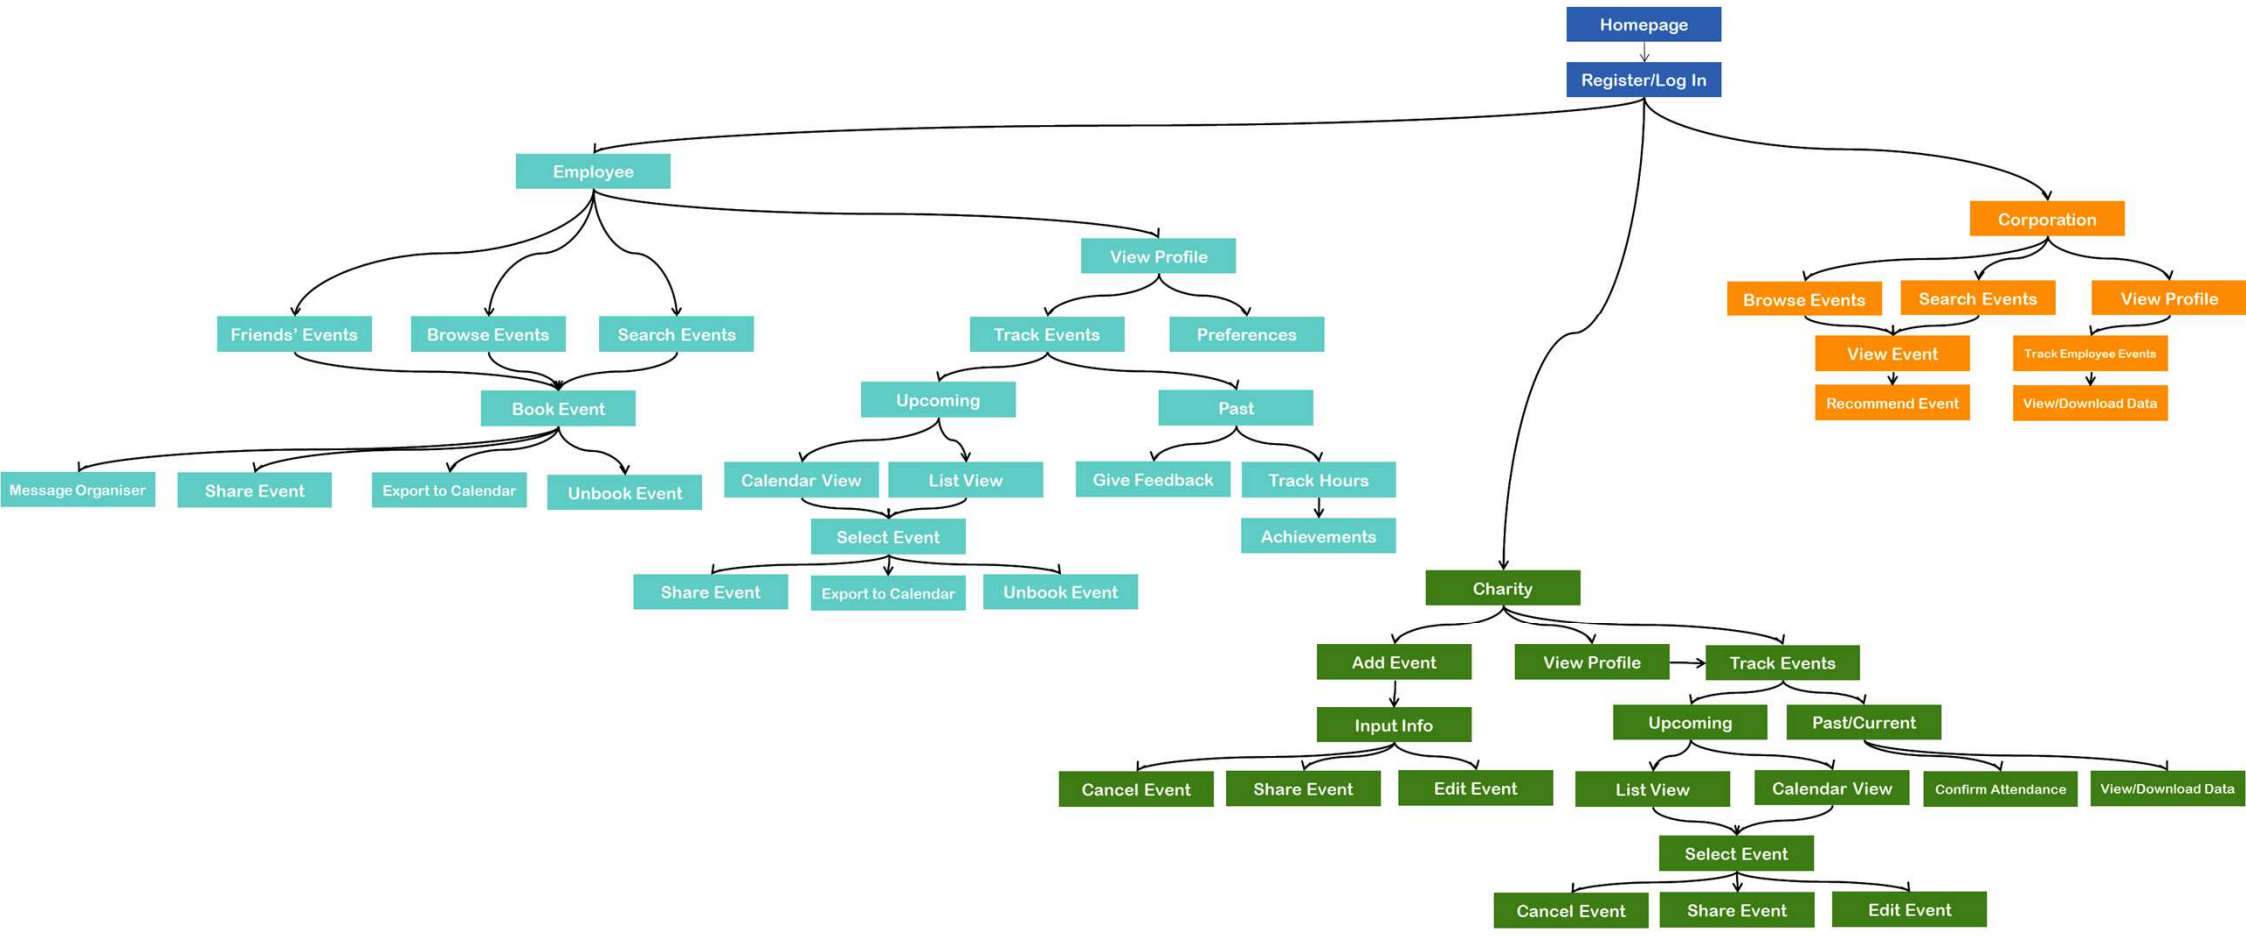 Homepage
Register/Log In
Employee
Corporation
View Profile
Browse Events
Search Events
View Profile
Friends' Events
Browse Events
Search Events
Track Events
Preferences
View Event
Track Employee Events
Book Event
Upcoming
Past
Recommend Event
View/Download Data
Message Organiser
Share Event
Export to Calendar
Unbook Event
Calendar View
List View
Give Feedback
Track Hours
Select Event
Achievements
Share Event
Export to Calendar
Unbook Event
Charity
Add Event
View Profile
Track Events
Input Info
Upcoming
Past/Current
Cancel Event
Share Event
Edit Event
List View
Calendar View
Confirm Attendance
View/Download Data
Select Event
Cancel Event
Share Event
Edit Event